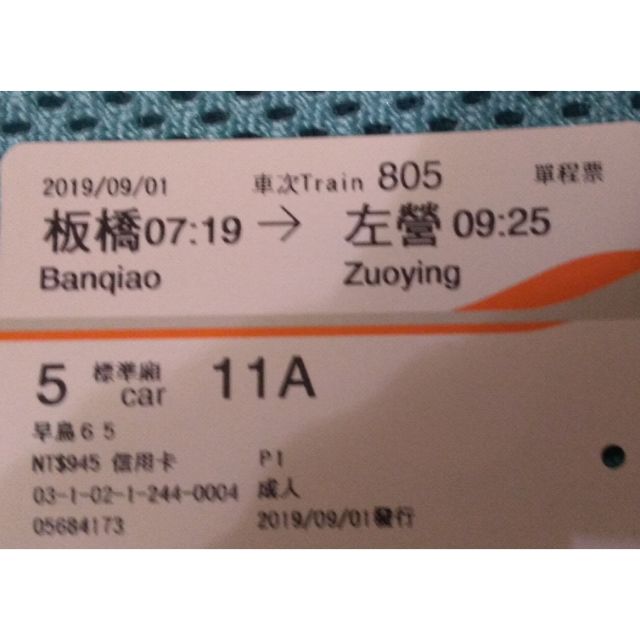 2019/09/01 車次Train 805 單程票
板橋07:19 → 左營09:25
Banqiao Zuoying
5 標準廂 car 11A
早鳥65
NT$945 信用卡 P1
03-1-02-1-244-0004 成人
05684173 2019/09/01發行